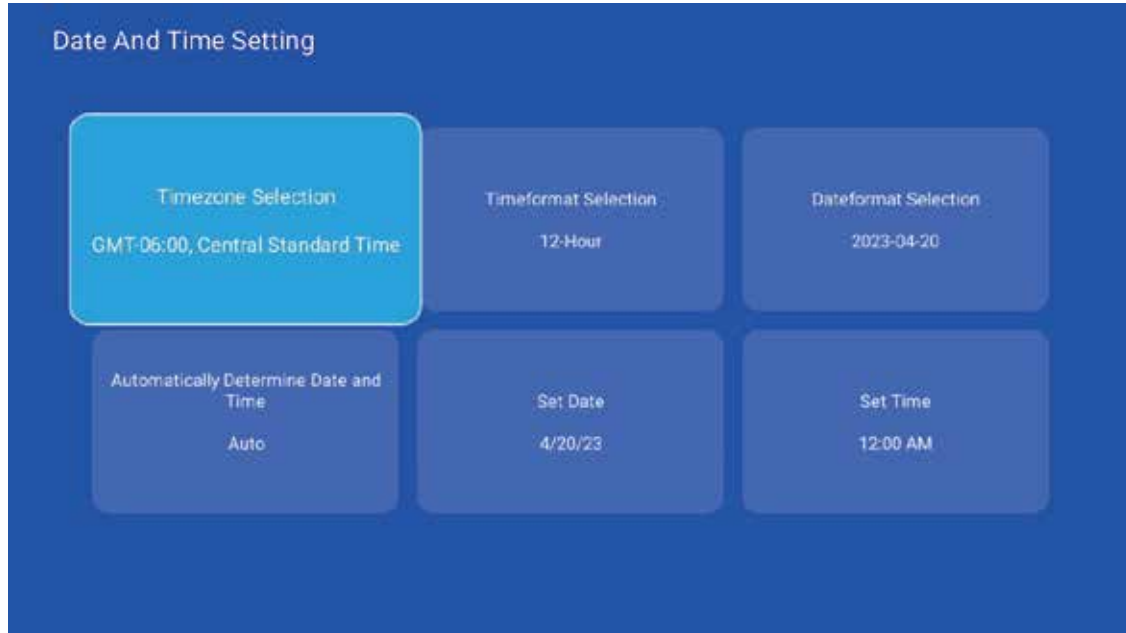 Date And Time Setting
Timezone Selection
GMT-06:00, Central Standard Time
Timeformat Selection
12-Hour
Dateformat Selection
2023-04-20
Automatically Determine Date and
Time
Auto
Set Date
4/20/23
Set Time
12:00 AM